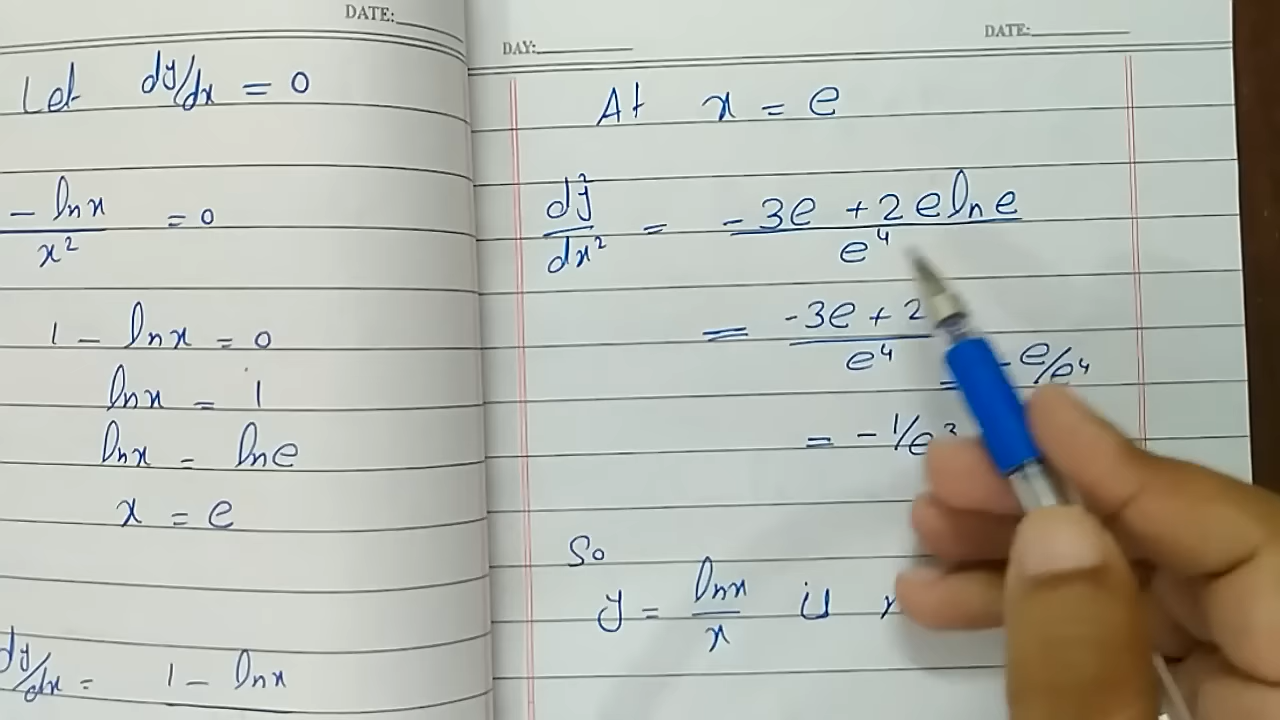 DATE:
Let dy/dx = 0
- lnx / x² = 0
1 - lnx = 0
lnx = 1
lnx = lne
x = e
dy/dx = 1 - lnx
DAY:
DATE:
At x = e
d²y/dx² = -3e + 2elne / e⁴
= -3e + 2 / e⁴
= -e/e⁴
= -1/e³
So
y = lnx / x is